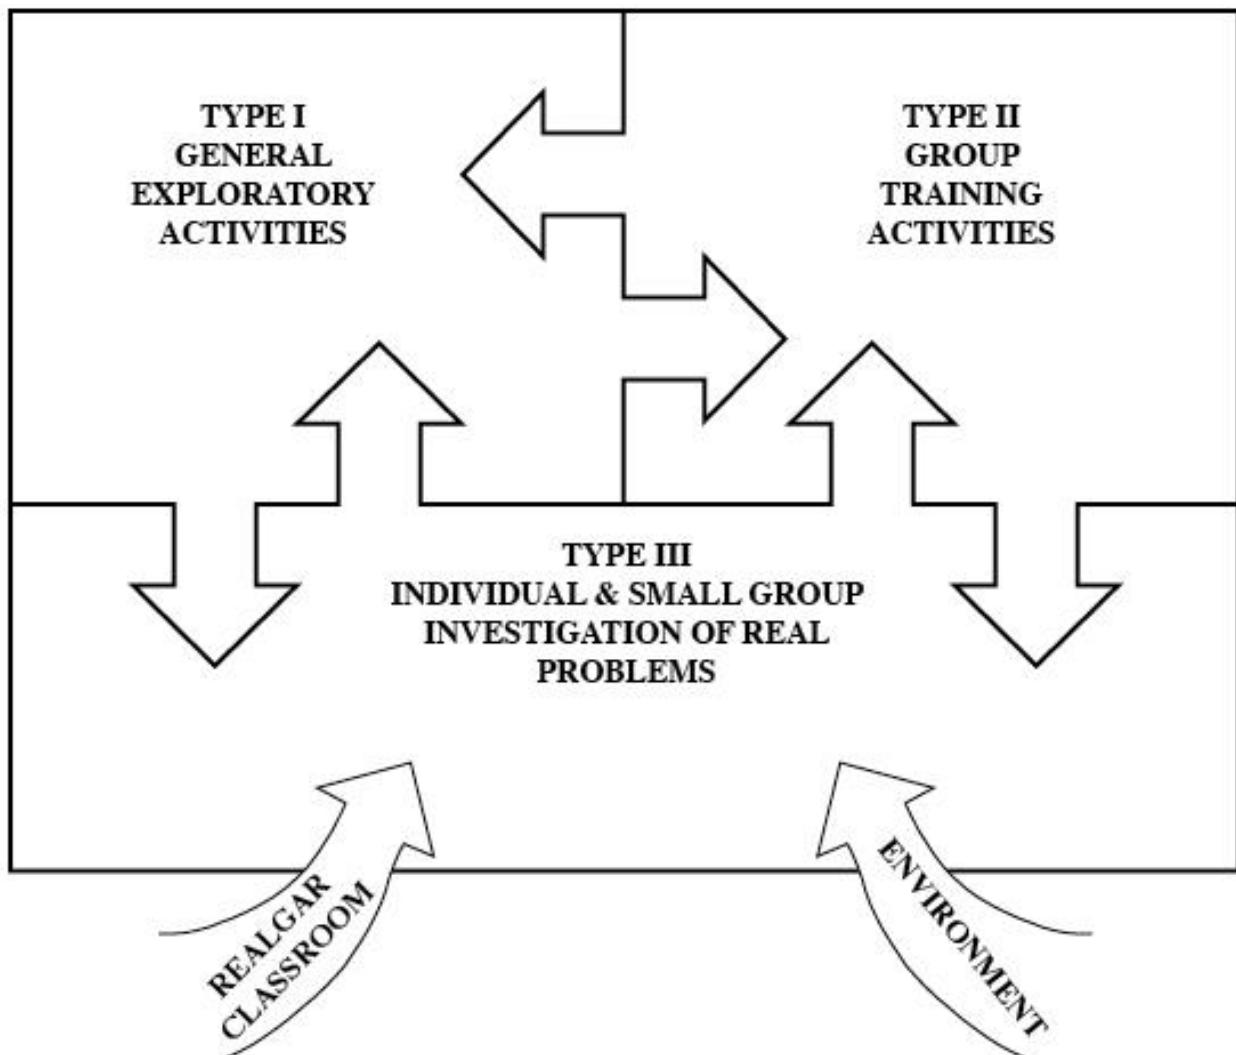 TYPE I
GENERAL
EXPLORATORY
ACTIVITIES
TYPE II
GROUP
TRAINING
ACTIVITIES
TYPE III
INDIVIDUAL & SMALL GROUP
INVESTIGATION OF REAL
PROBLEMS
REALGAR
CLASSROOM
ENVIRONMENT